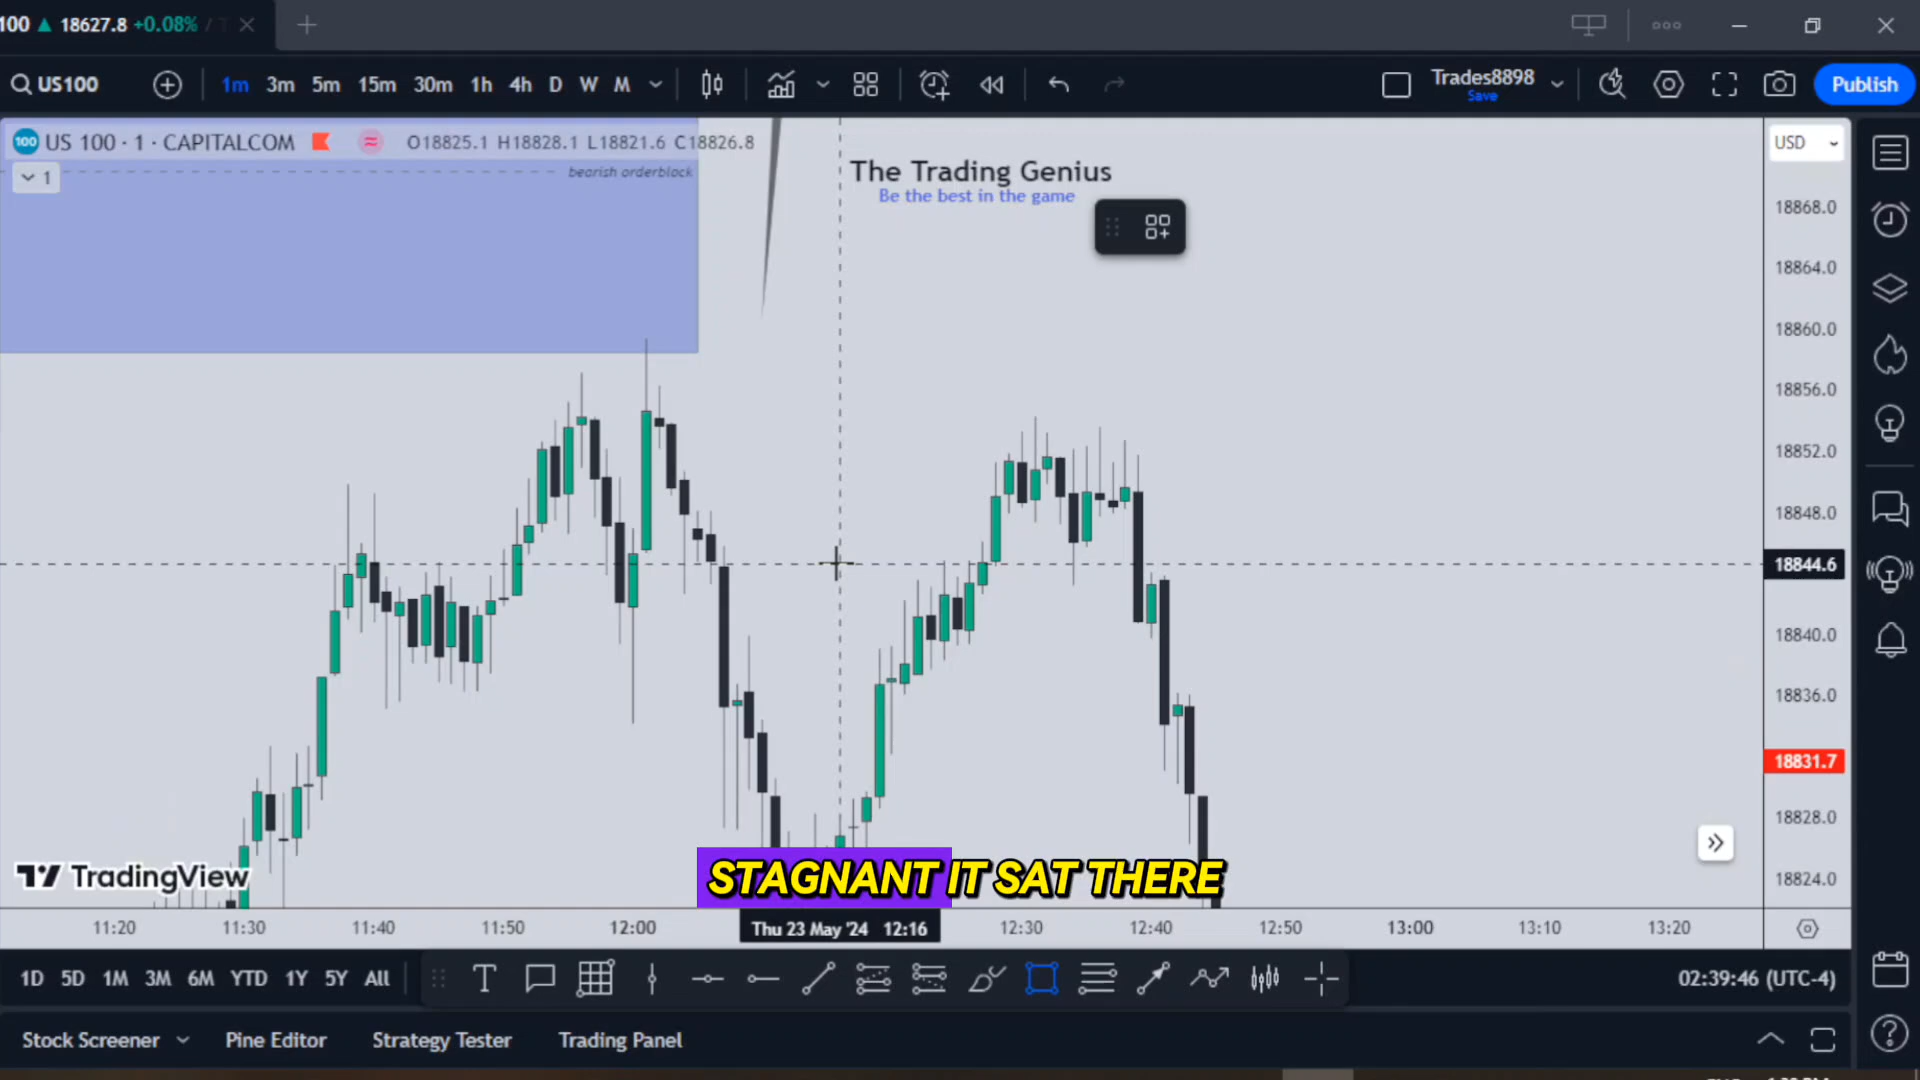 100 ▲ 18627.8 +0.08% /
US100 1m 3m 5m 15m 30m 1h 4h D W M Trades8898 Save Publish
100 US 100 · 1 · CAPITALCOM O18825.1 H18828.1 L18821.6 C18826.8
1
bearish orderblock
The Trading Genius
Be the best in the game
USD
18868.0
18864.0
18860.0
18856.0
18852.0
18848.0
18844.6
18840.0
18836.0
18831.7
18828.0
18824.0
TradingView
STAGNANT IT SAT THERE
11:20 11:30 11:40 11:50 12:00 Thu 23 May '24 12:16 12:30 12:40 12:50 13:00 13:10 13:20
1D 5D 1M 3M 6M YTD 1Y 5Y All 02:39:46 (UTC-4)
Stock Screener Pine Editor Strategy Tester Trading Panel